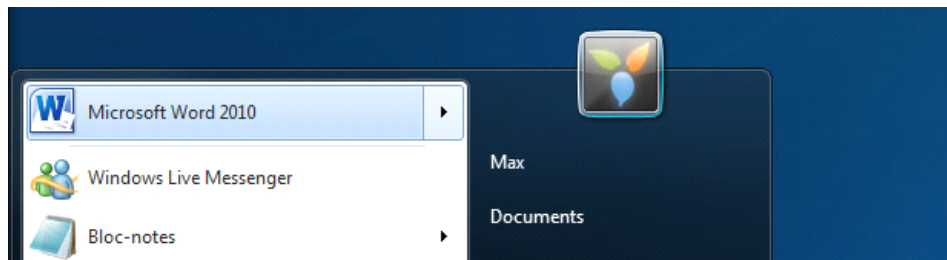 Microsoft Word 2010
Windows Live Messenger
Bloc-notes
Max
Documents